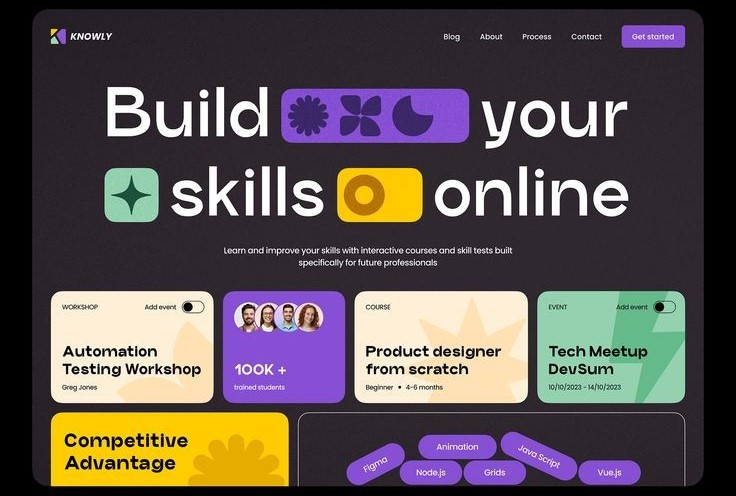 KNOWLY
Blog
About
Process
Contact
Get started
Build your
skills online
Learn and improve your skills with interactive courses and skill tests built
specifically for future professionals
WORKSHOP
Add event
Automation
Testing Workshop
Greg Jones
100K +
trained students
COURSE
Product designer
from scratch
Beginner • 4-6 months
EVENT
Add event
Tech Meetup
DevSum
10/10/2023 - 14/10/2023
Competitive
Advantage
Figma
Animation
Node.js
Grids
Java Script
Vue.js